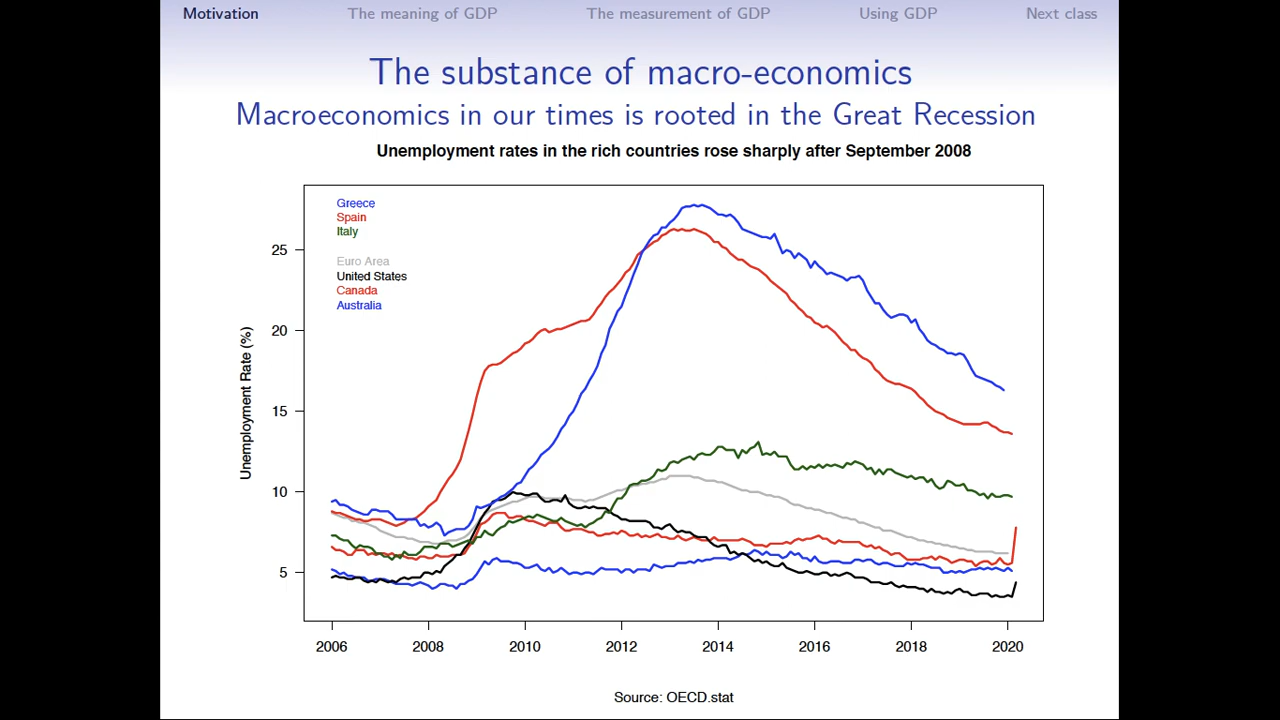 Motivation The meaning of GDP The measurement of GDP Using GDP Next class
The substance of macro-economics
Macroeconomics in our times is rooted in the Great Recession
Unemployment rates in the rich countries rose sharply after September 2008
Greece
Spain
Italy
Euro Area
United States
Canada
Australia
Unemployment Rate (%)
25
20
15
10
5
2006 2008 2010 2012 2014 2016 2018 2020
Source: OECD.stat